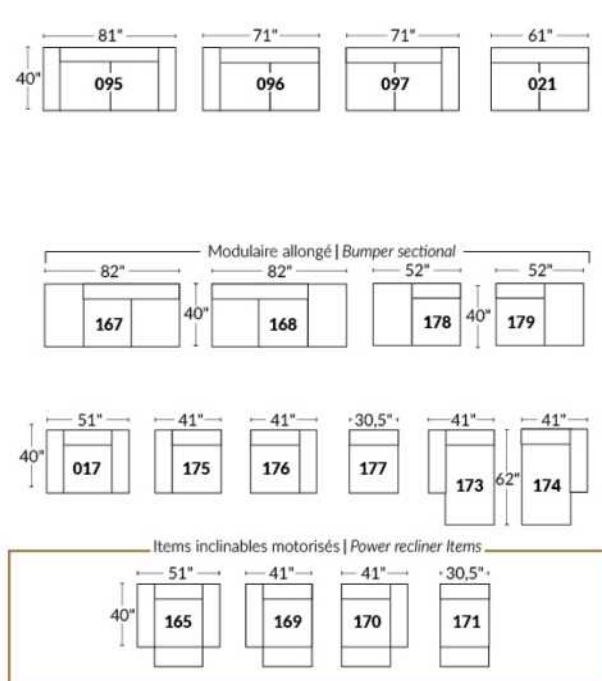 81" 71" 71" 61"
40" 095 096 097 021
Modulaire allongé | Bumper sectional
82" 82" 52" 52"
167 40" 168 178 40" 179
51" 41" 41" 30,5" 41" 41"
40" 017 175 176 177 173 62" 174
Items inclinables motorisés | Power recliner Items
51" 41" 41" 30,5"
40" 165 169 170 171